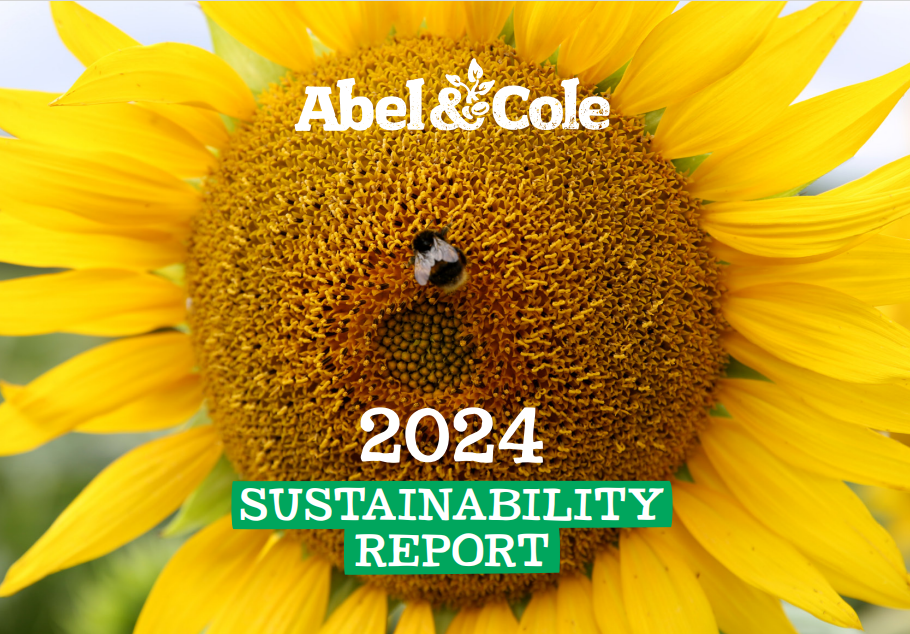 Abel & Cole
2024
SUSTAINABILITY
REPORT